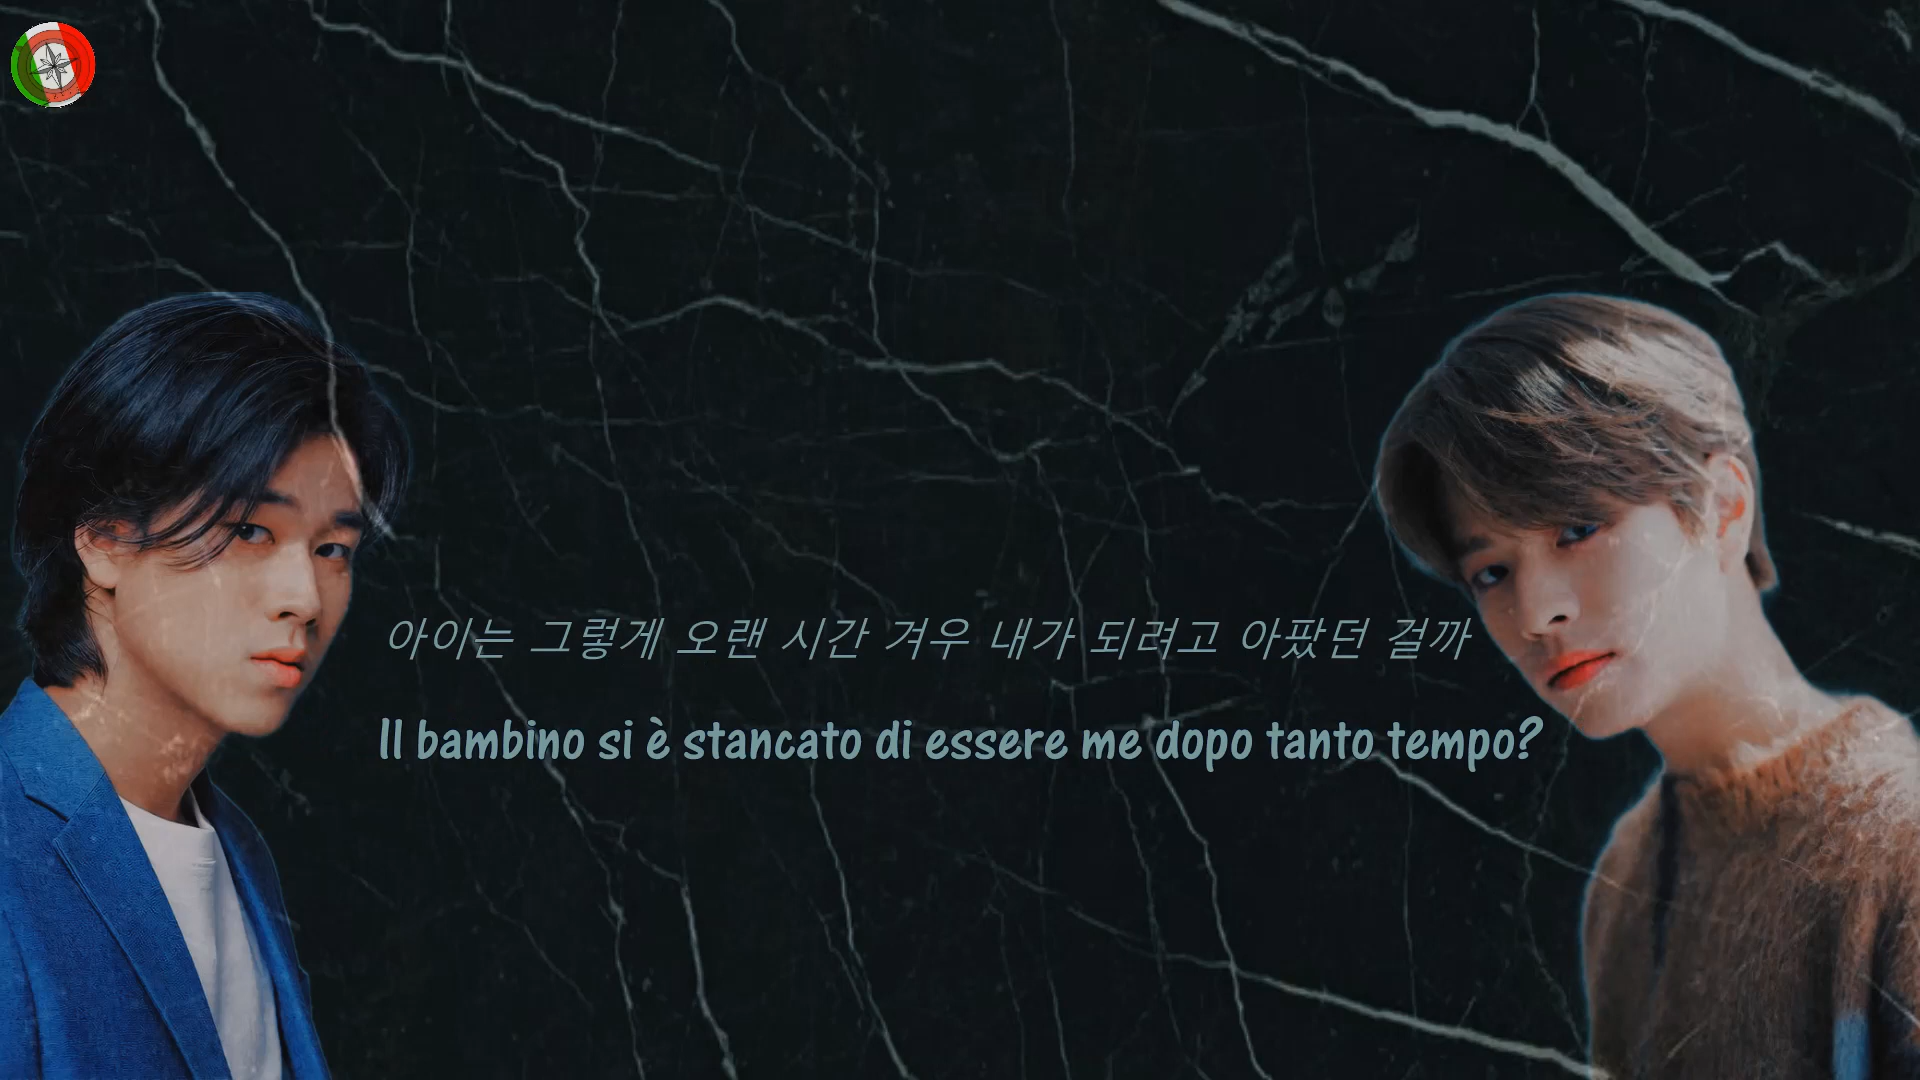 아이는 그렇게 오랜 시간 겨우 내가 되려고 아팠던 걸까
Il bambino si è stancato di essere me dopo tanto tempo?